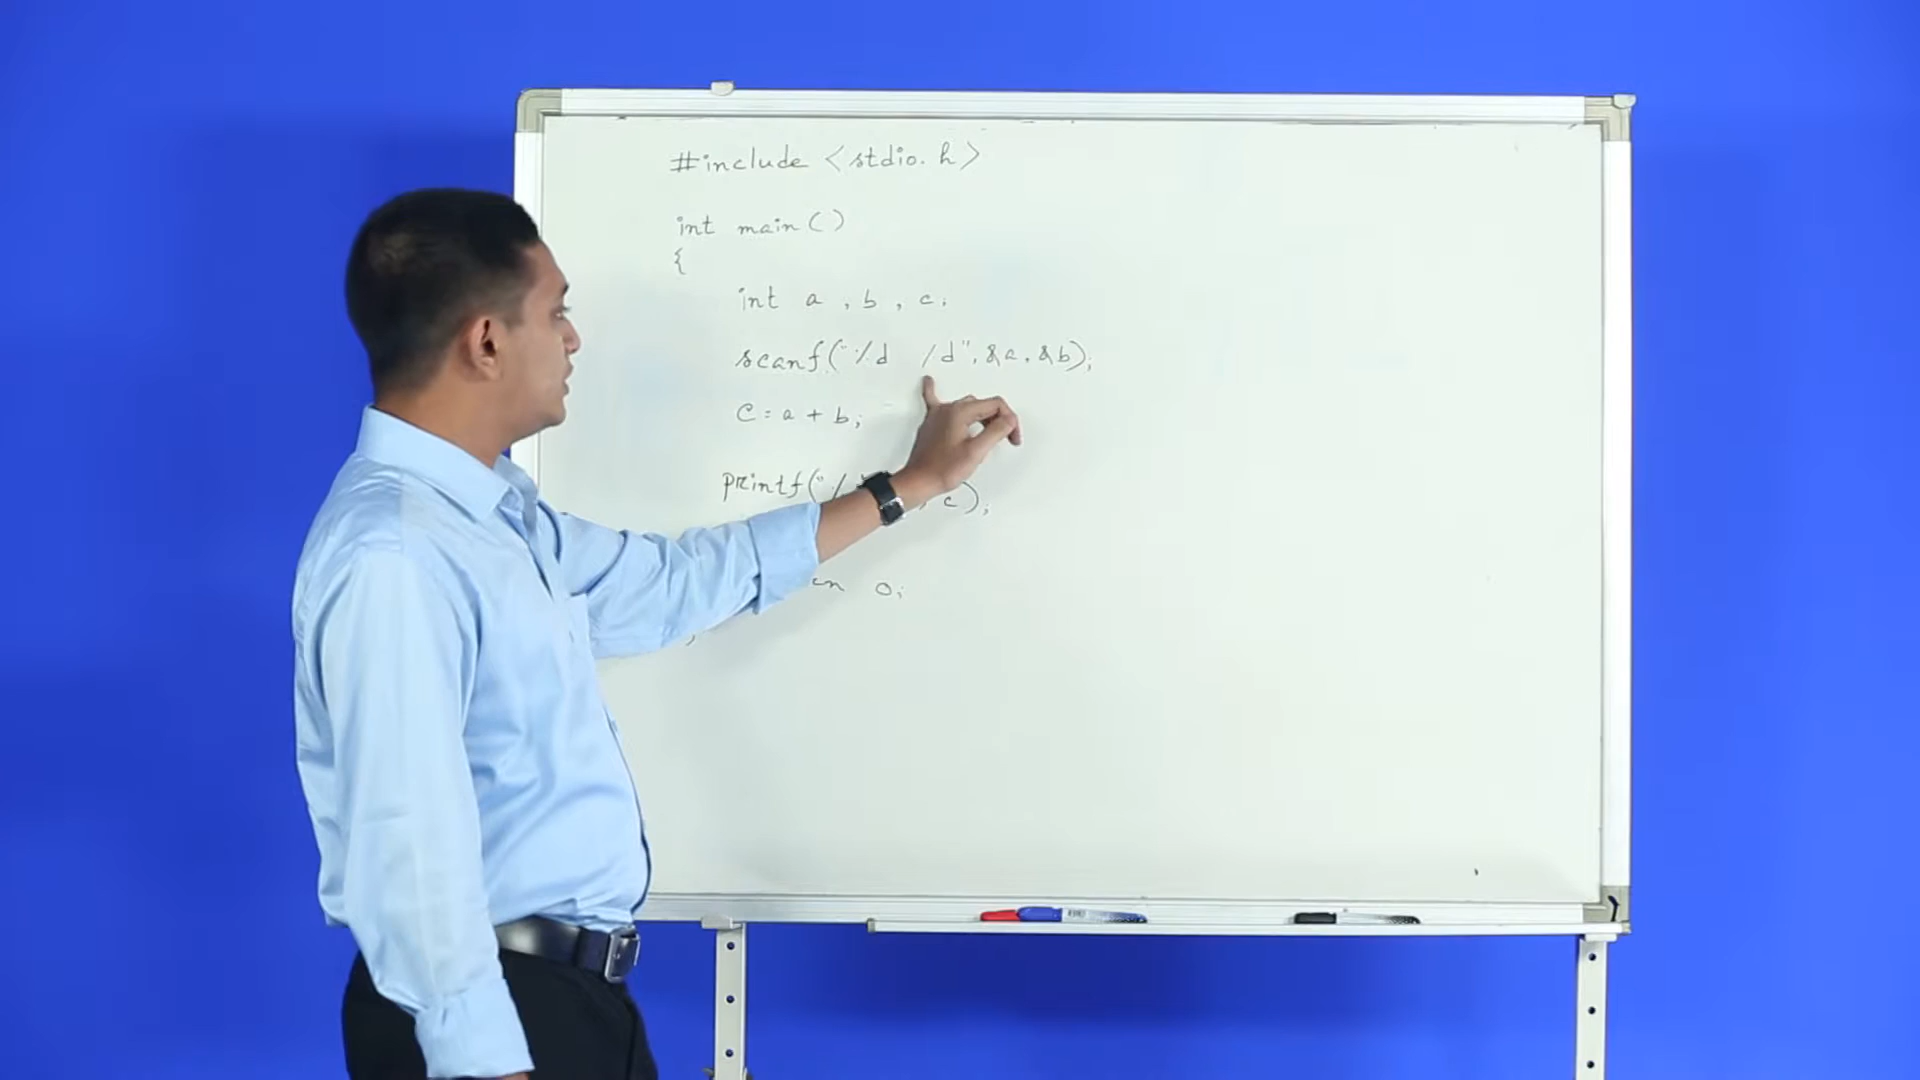 #include <stdio.h>
int main()
{
int a , b , c;
scanf("%d /d", &a, &b);
C = a + b;
printf("/ , c);
0;